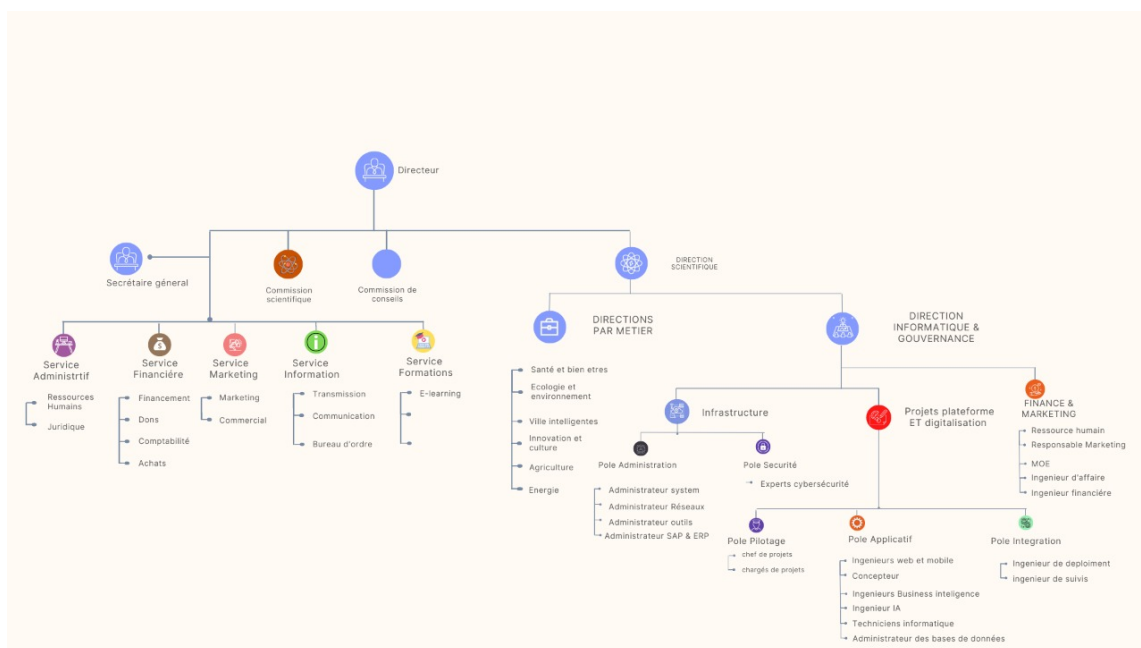 Directeur
Secrétaire géneral
Commission
scientifique
Commission de
conseils
DIRECTION
SCIENTIFIQUE
Service
Administrtif
Ressources
Humains
Juridique
Service
Financiére
Financement
Dons
Comptabilité
Achats
Service
Marketing
Marketing
Commercial
Service
Information
Transmission
Communication
Bureau d'ordre
Service
Formations
E-learning
DIRECTIONS
PAR METIER
Santé et bien etres
Ecologie et
environnement
Ville intelligentes
Innovation et
culture
Agriculture
Energie
DIRECTION
INFORMATIQUE &
GOUVERNANCE
Infrastructure
Pole Administration
Administrateur system
Administrateur Réseaux
Administrateur outils
Administrateur SAP & ERP
Pole Securité
Experts cybersécurité
Projets plateforme
ET digitalisation
Pole Pilotage
chef de projets
chargés de projets
Pole Applicatif
Ingenieurs web et mobile
Concepteur
Ingenieurs Business inteligence
Ingenieur IA
Techniciens informatique
Administrateur des bases de données
Pole Integration
Ingenieur de deploiment
ingenieur de suivis
FINANCE &
MARKETING
Ressource humain
Responsable Marketing
MOE
Ingenieur d'affaire
Ingenieur financiére